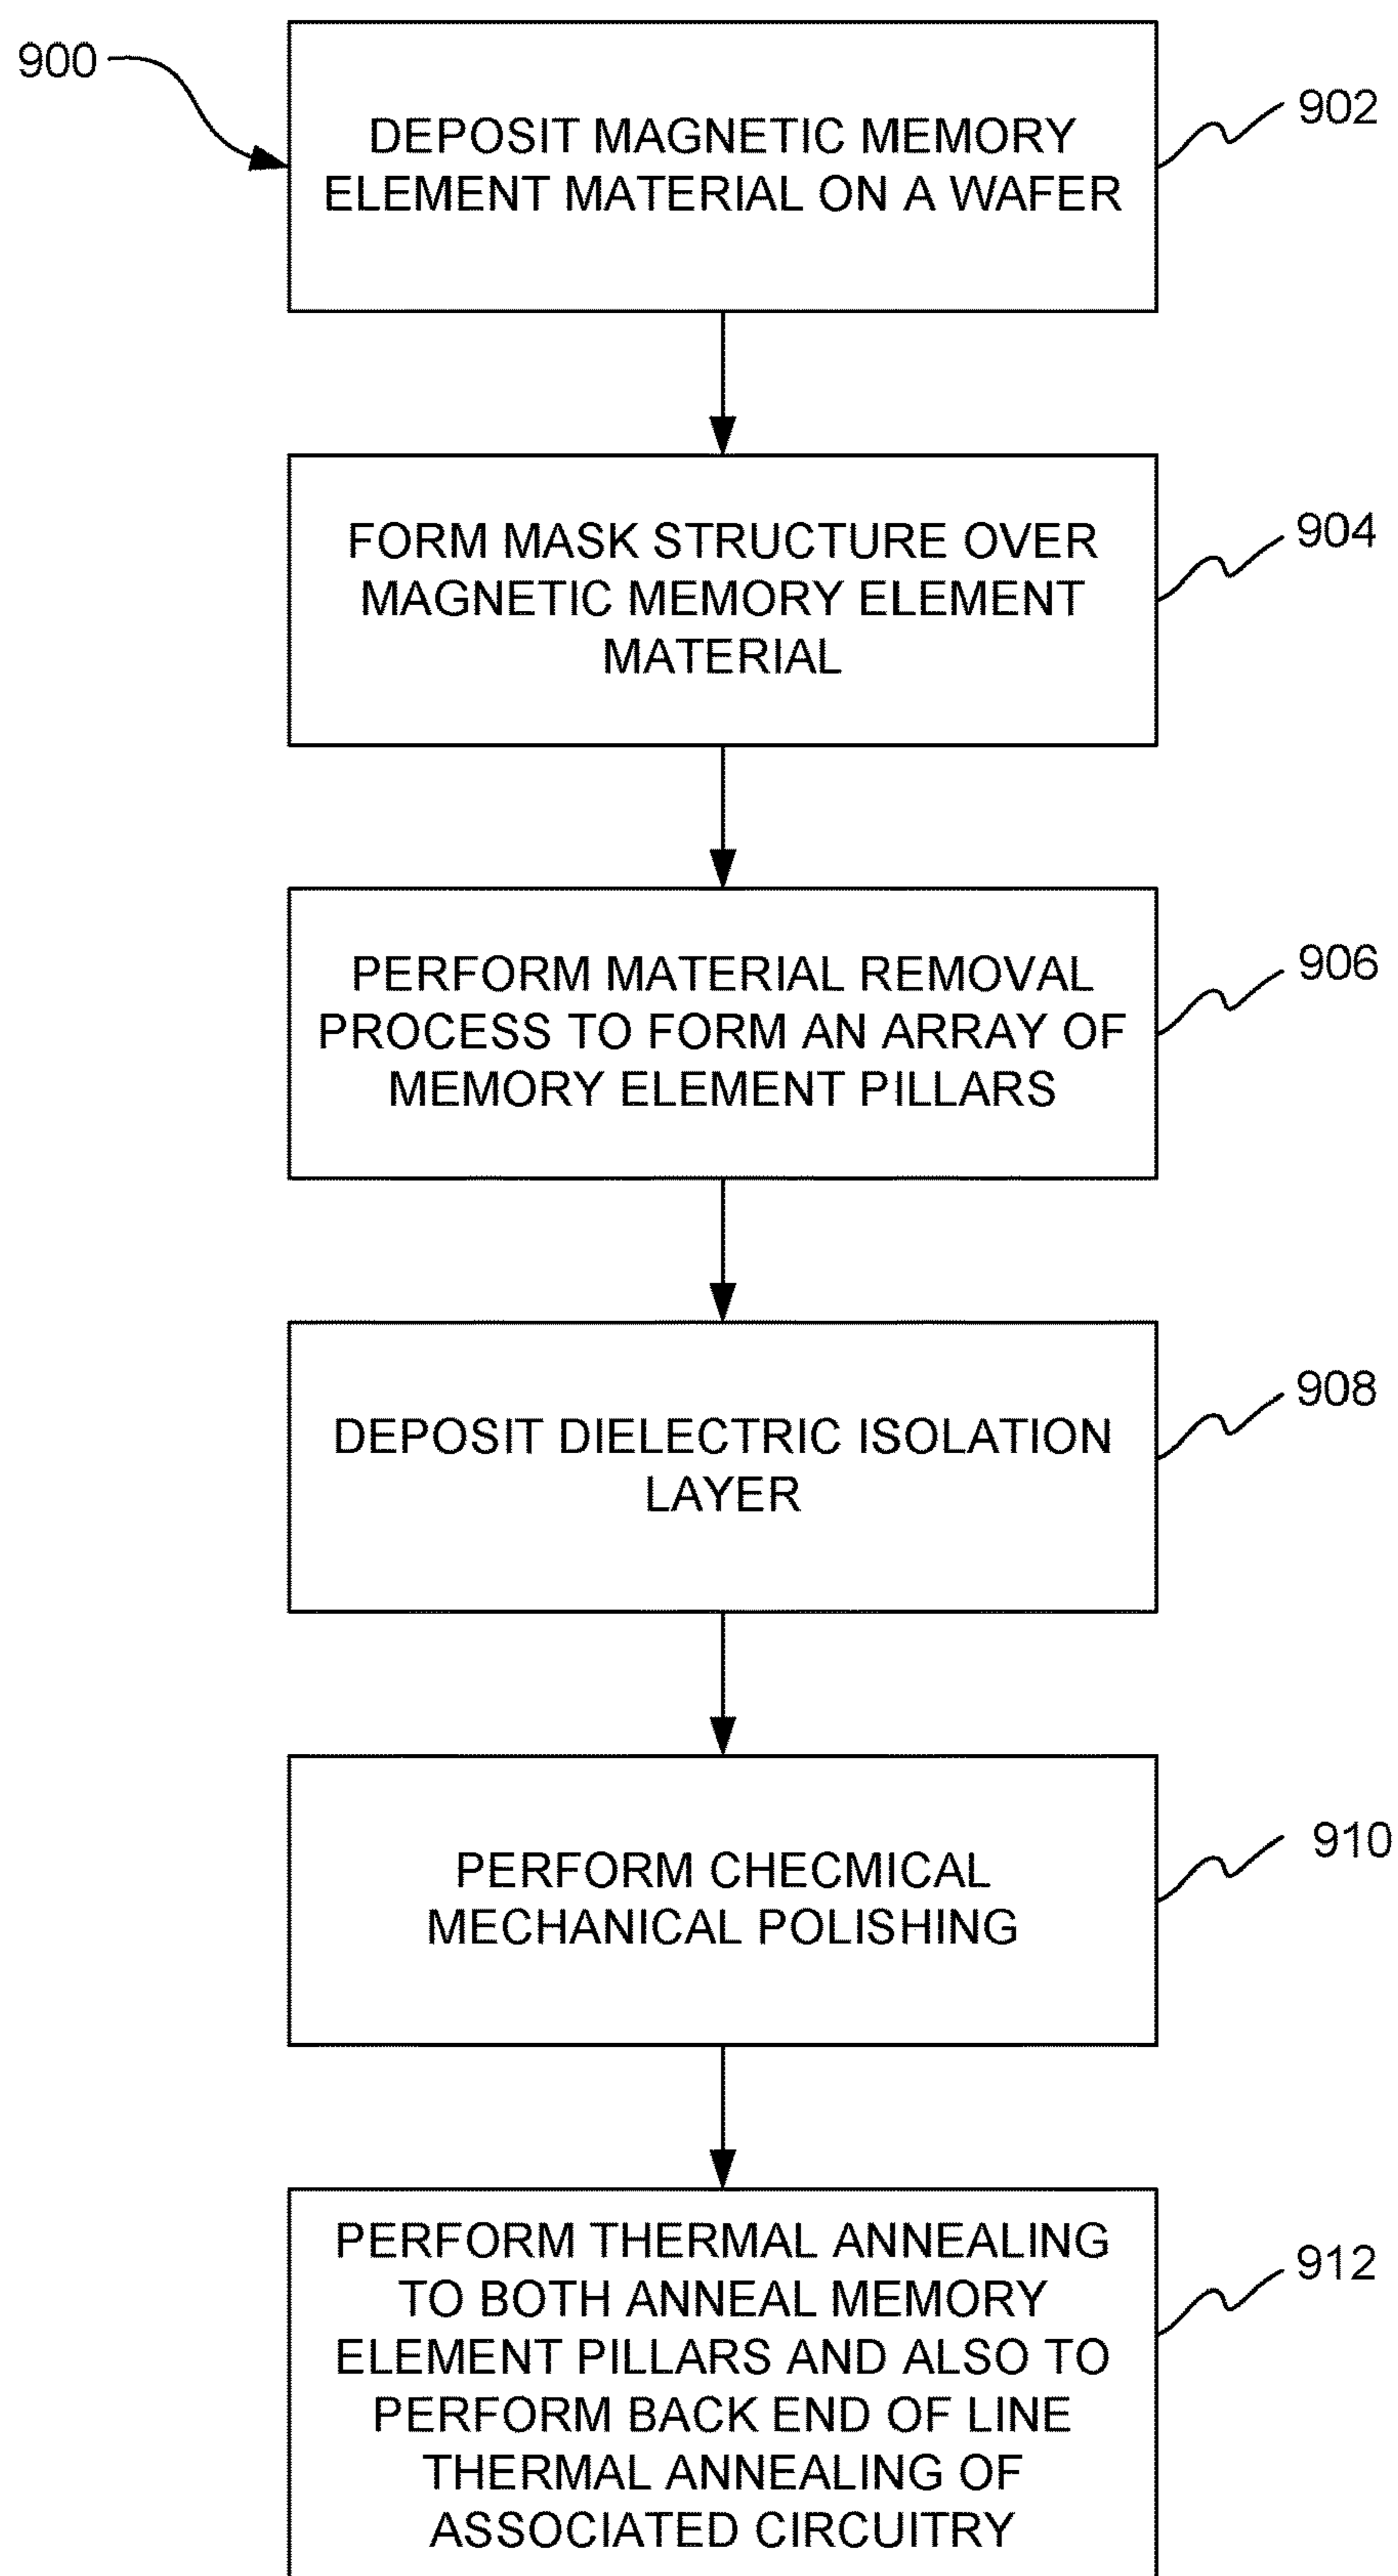 900
DEPOSIT MAGNETIC MEMORY
ELEMENT MATERIAL ON A WAFER
902
FORM MASK STRUCTURE OVER
MAGNETIC MEMORY ELEMENT
MATERIAL
904
PERFORM MATERIAL REMOVAL
PROCESS TO FORM AN ARRAY OF
MEMORY ELEMENT PILLARS
906
DEPOSIT DIELECTRIC ISOLATION
LAYER
908
PERFORM CHECMICAL
MECHANICAL POLISHING
910
PERFORM THERMAL ANNEALING
TO BOTH ANNEAL MEMORY
ELEMENT PILLARS AND ALSO TO
PERFORM BACK END OF LINE
THERMAL ANNEALING OF
ASSOCIATED CIRCUITRY
912